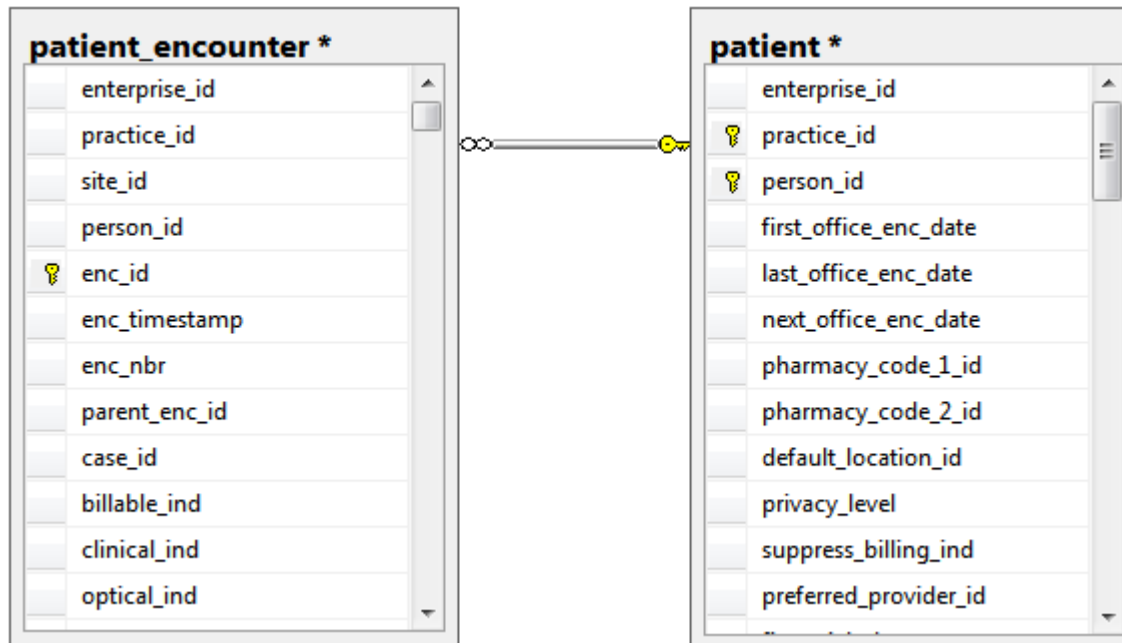 patient_encounter *
enterprise_id
practice_id
site_id
person_id
enc_id
enc_timestamp
enc_nbr
parent_enc_id
case_id
billable_ind
clinical_ind
optical_ind
patient *
enterprise_id
practice_id
person_id
first_office_enc_date
last_office_enc_date
next_office_enc_date
pharmacy_code_1_id
pharmacy_code_2_id
default_location_id
privacy_level
suppress_billing_ind
preferred_provider_id